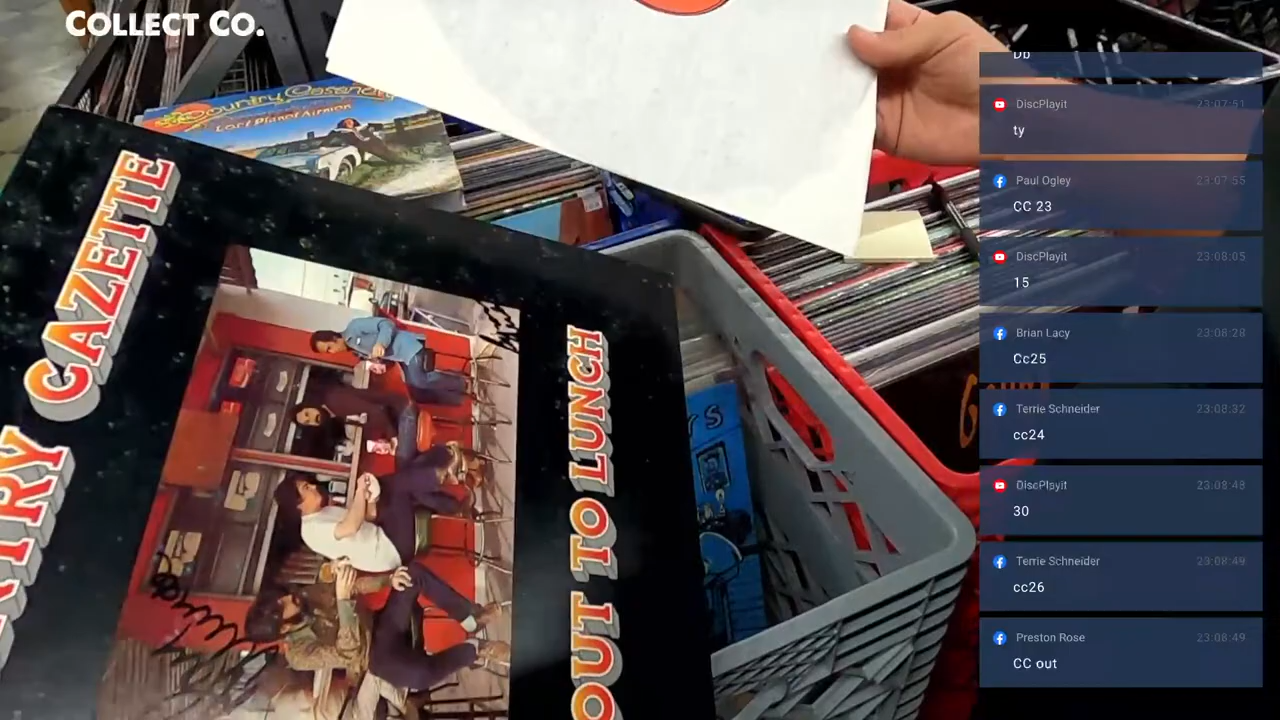 COLLECT CO.
Country Casanova
Lost Planet Airmen
GAZETTE
OUT TO LUNCH
Db
DiscPlayit 23:07:51
ty
Paul Ogley 23:07:55
CC 23
DiscPlayit 23:08:05
15
Brian Lacy 23:08:28
Cc25
Terrie Schneider 23:08:32
cc24
DiscPlayit 23:08:48
30
Terrie Schneider 23:08:49
cc26
Preston Rose 23:08:49
CC out